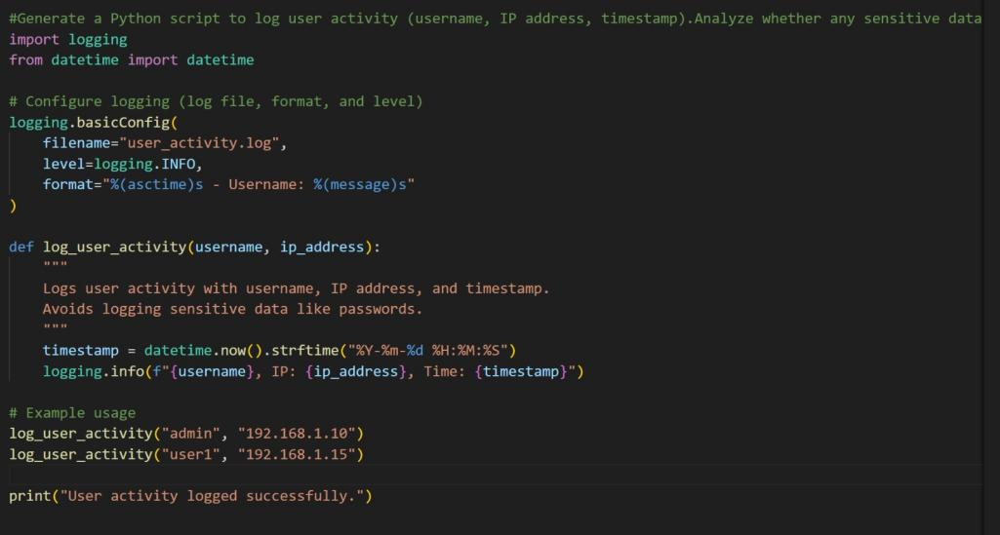 #Generate a Python script to log user activity (username, IP address, timestamp).Analyze whether any sensitive data
import logging
from datetime import datetime

# Configure logging (log file, format, and level)
logging.basicConfig(
    filename="user_activity.log",
    level=logging.INFO,
    format="%(asctime)s - Username: %(message)s"
)

def log_user_activity(username, ip_address):
    """
    Logs user activity with username, IP address, and timestamp.
    Avoids logging sensitive data like passwords.
    """
    timestamp = datetime.now().strftime("%Y-%m-%d %H:%M:%S")
    logging.info(f"{username}, IP: {ip_address}, Time: {timestamp}")

# Example usage
log_user_activity("admin", "192.168.1.10")
log_user_activity("user1", "192.168.1.15")

print("User activity logged successfully.")